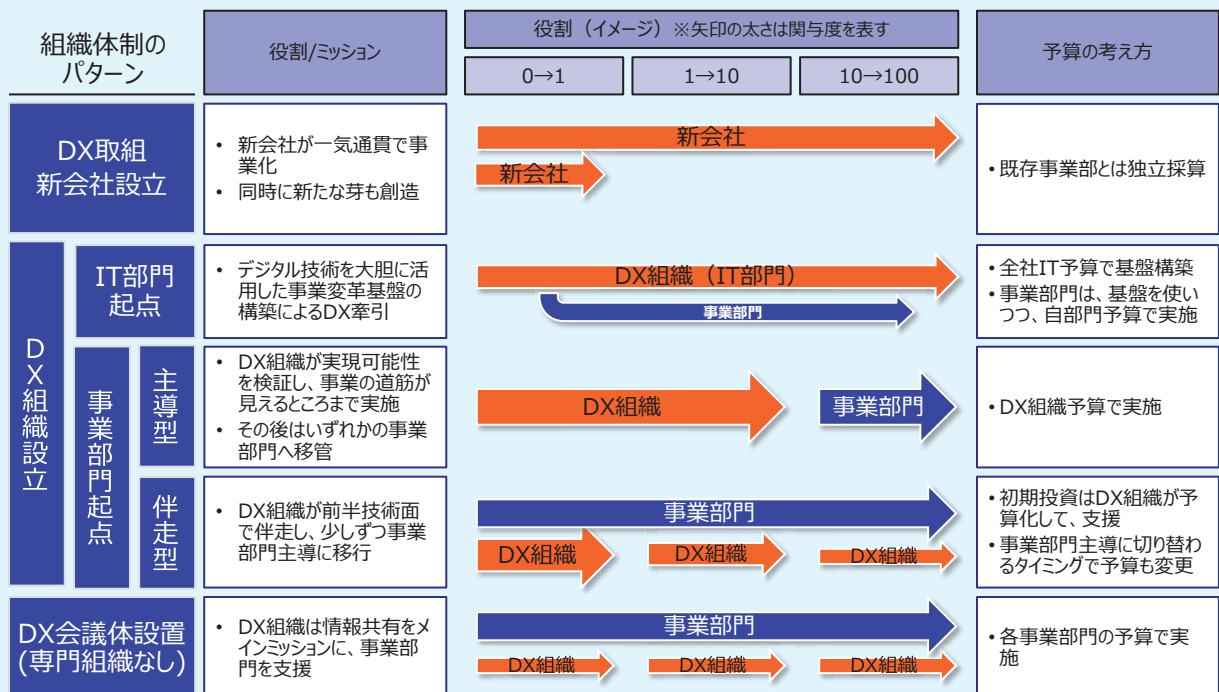 組織体制の
パターン
役割/ミッション
役割（イメージ）※矢印の太さは関与度を表す
0→1
1→10
10→100
予算の考え方
DX取組
新会社設立
• 新会社が一気通貫で事
業化
• 同時に新たな芽も創造
新会社
新会社
• 既存事業部とは独立採算
DX組織設立
IT部門
起点
• デジタル技術を大胆に活
用した事業変革基盤の
構築によるDX牽引
DX組織（IT部門）
事業部門
• 全社IT予算で基盤構築
• 事業部門は、基盤を使い
つつ、自部門予算で実施
事業部門起点
主導型
• DX組織が実現可能性
を検証し、事業の道筋が
見えるところまで実施
• その後はいずれかの事業
部門へ移管
DX組織
事業部門
• DX組織予算で実施
伴走型
• DX組織が前半技術面
で伴走し、少しずつ事業
部門主導に移行
事業部門
DX組織
DX組織
DX組織
• 初期投資はDX組織が予
算化して、支援
• 事業部門主導に切り替わ
るタイミングで予算も変更
DX会議体設置
(専門組織なし)
• DX組織は情報共有をメ
インミッションに、事業部
門を支援
事業部門
DX組織
DX組織
DX組織
• 各事業部門の予算で実
施